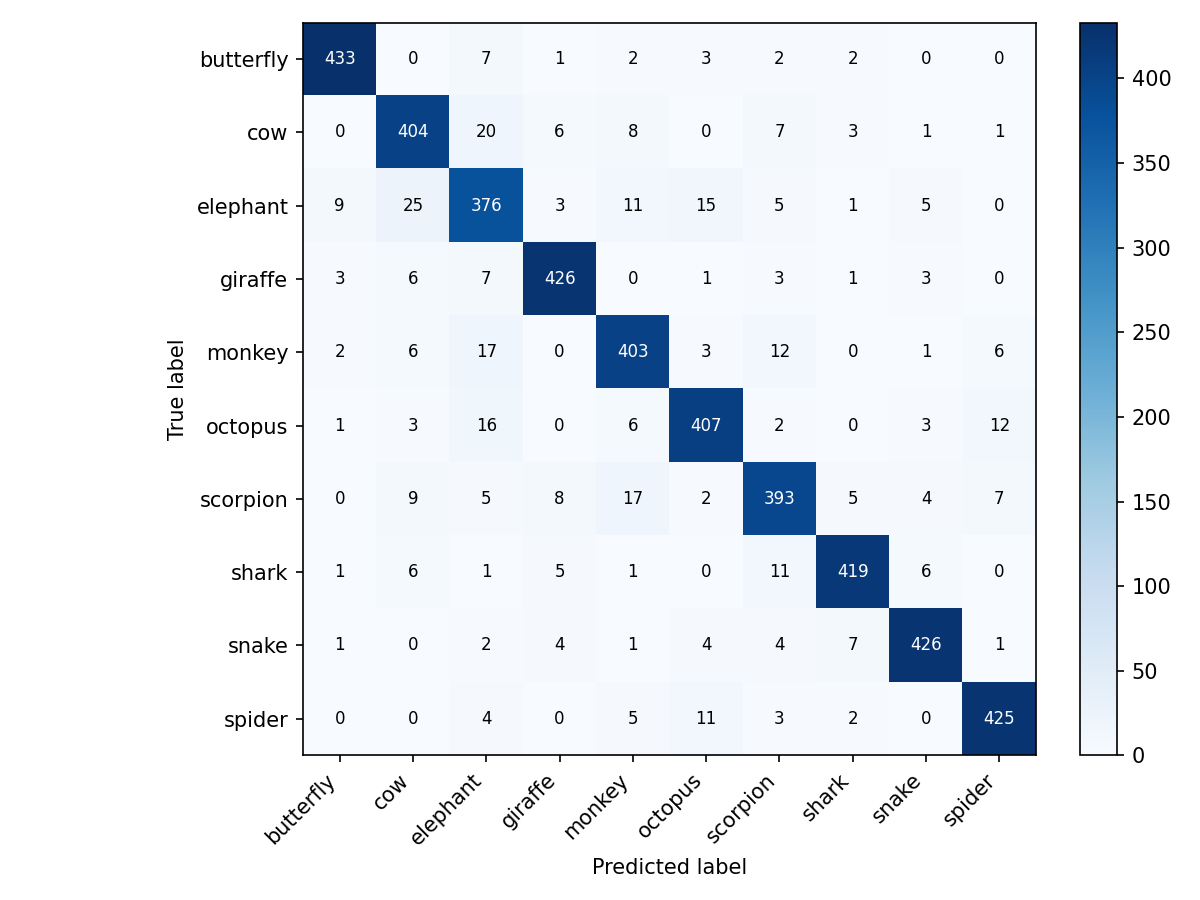 butterfly 433 0 7 1 2 3 2 2 0 0
cow 0 404 20 6 8 0 7 3 1 1
elephant 9 25 376 3 11 15 5 1 5 0
giraffe 3 6 7 426 0 1 3 1 3 0
monkey 2 6 17 0 403 3 12 0 1 6
octopus 1 3 16 0 6 407 2 0 3 12
scorpion 0 9 5 8 17 2 393 5 4 7
shark 1 6 1 5 1 0 11 419 6 0
snake 1 0 2 4 1 4 4 7 426 1
spider 0 0 4 0 5 11 3 2 0 425
butterfly cow elephant giraffe monkey octopus scorpion shark snake spider
Predicted label
True label
400
350
300
250
200
150
100
50
0